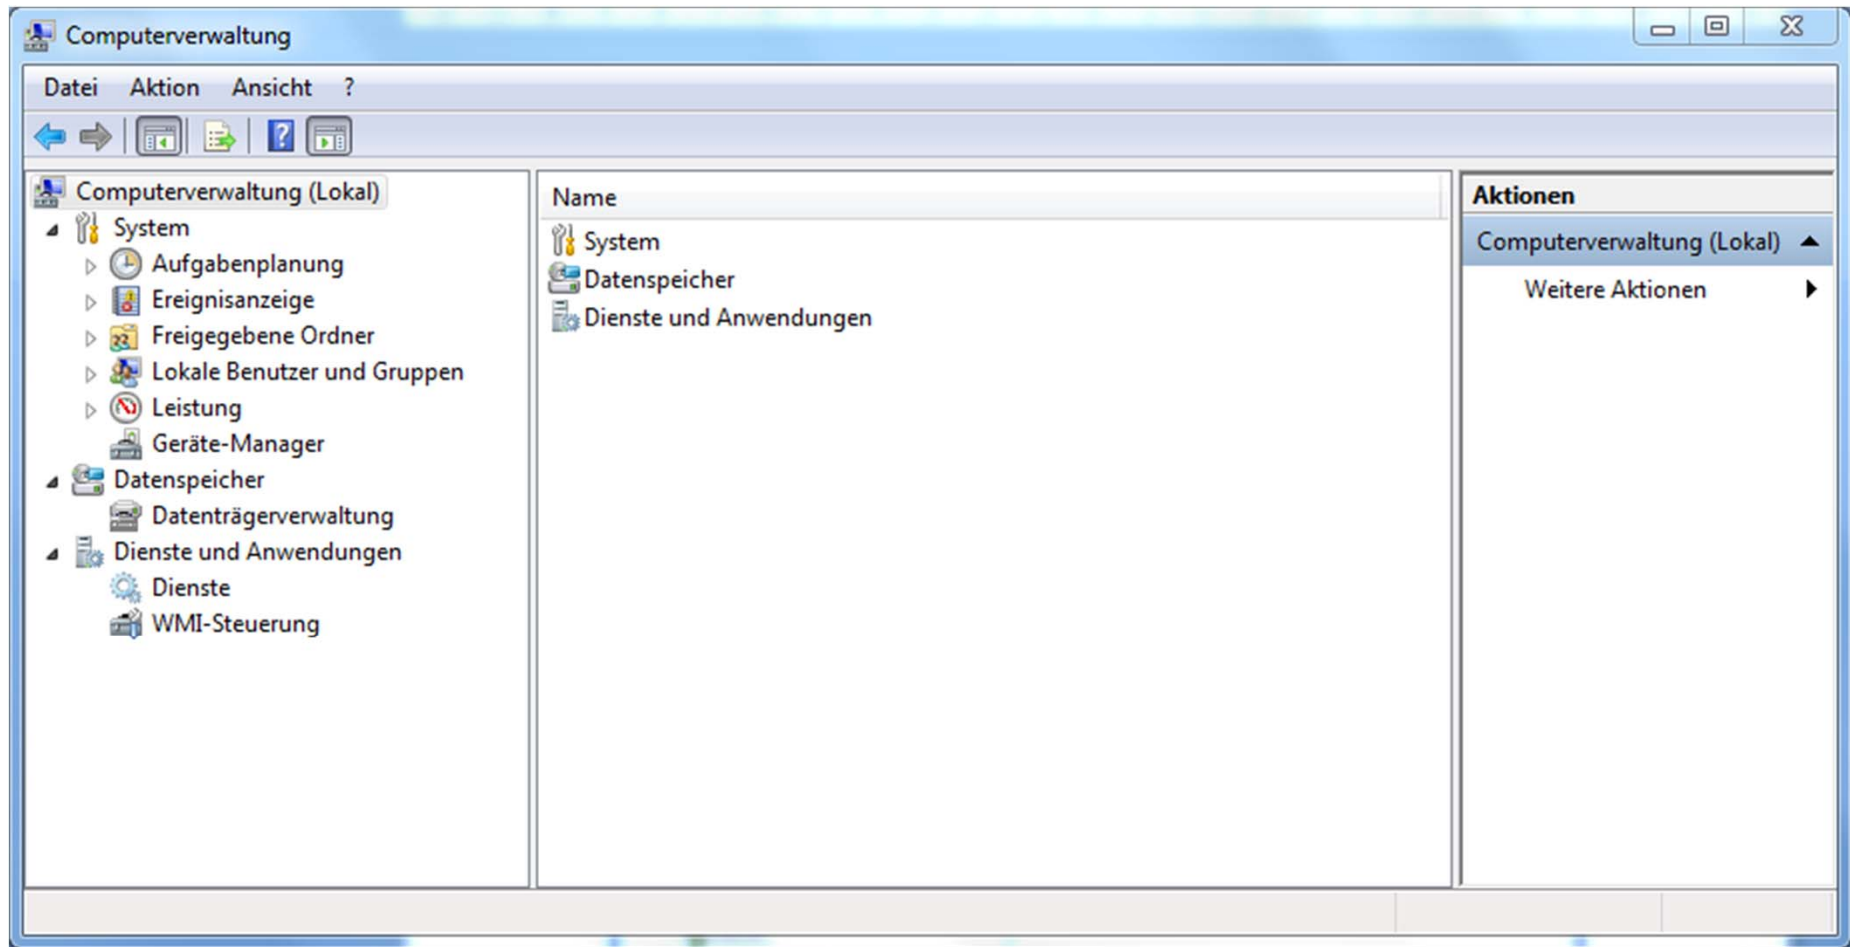 Computerverwaltung
Datei Aktion Ansicht ?
Computerverwaltung (Lokal)
System
Aufgabenplanung
Ereignisanzeige
Freigegebene Ordner
Lokale Benutzer und Gruppen
Leistung
Geräte-Manager
Datenspeicher
Datenträgerverwaltung
Dienste und Anwendungen
Dienste
WMI-Steuerung
Name
System
Datenspeicher
Dienste und Anwendungen
Aktionen
Computerverwaltung (Lokal)
Weitere Aktionen